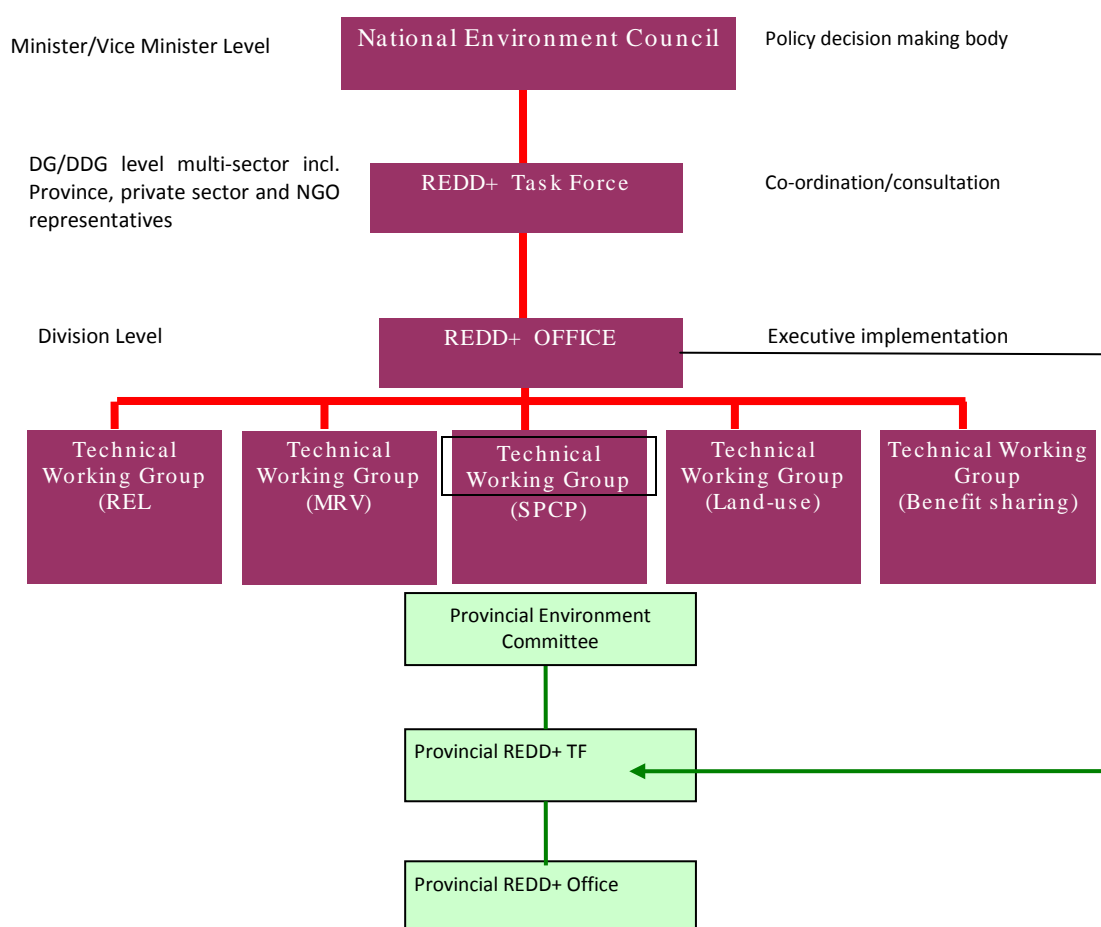 Minister/Vice Minister Level
National Environment Council
Policy decision making body
DG/DDG level multi-sector incl.
Province, private sector and NGO
representatives
REDD+ Task Force
Co-ordination/consultation
Division Level
REDD+ OFFICE
Executive implementation
Technical
Working Group
(REL
Technical
Working Group
(MRV)
Technical
Working Group
(SPCP)
Technical
Working Group
(Land-use)
Technical Working
Group
(Benefit sharing)
Provincial Environment
Committee
Provincial REDD+ TF
Provincial REDD+ Office